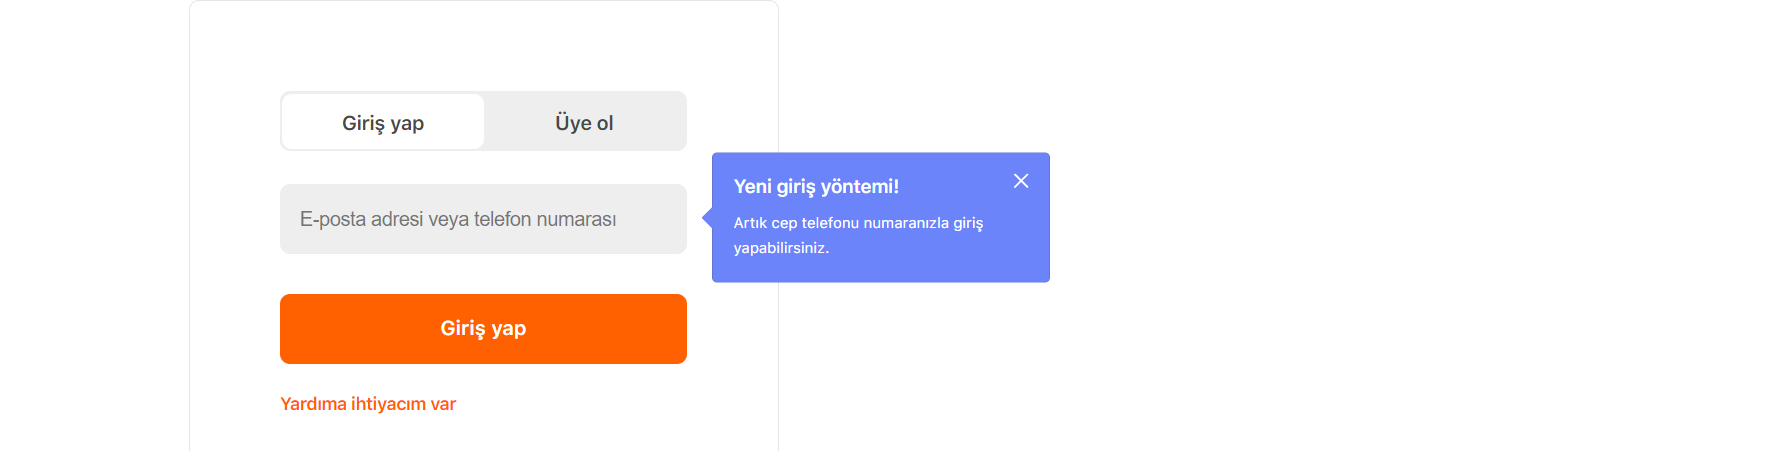 Giriş yap
Üye ol
E-posta adresi veya telefon numarası
Yeni giriş yöntemi!
Artık cep telefonu numaranızla giriş
yapabilirsiniz.
Giriş yap
Yardıma ihtiyacım var